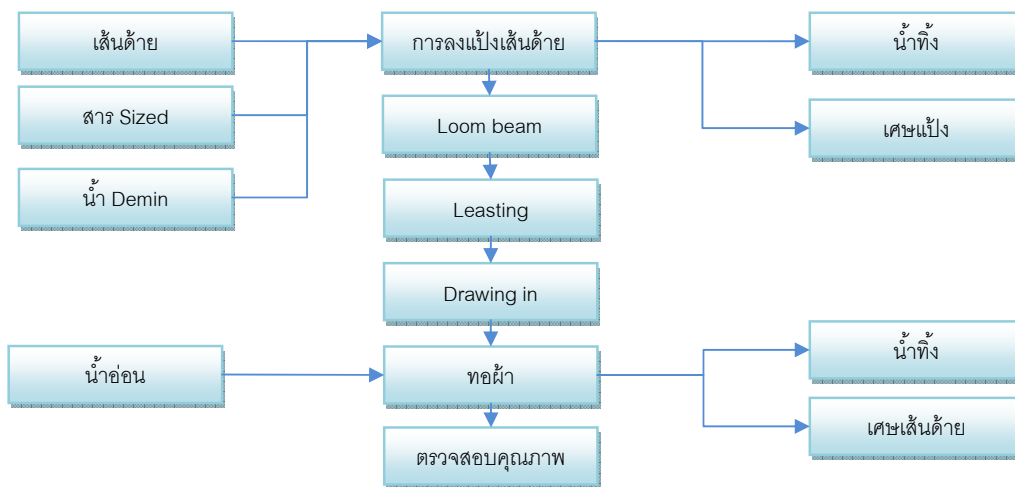 เส้นด้าย
การลงแป้งเส้นด้าย
น้ำทิ้ง
สาร Sized
Loom beam
เศษแป้ง
น้ำ Demin
Leasting
Drawing in
น้ำอ่อน
ทอผ้า
น้ำทิ้ง
เศษเส้นด้าย
ตรวจสอบคุณภาพ